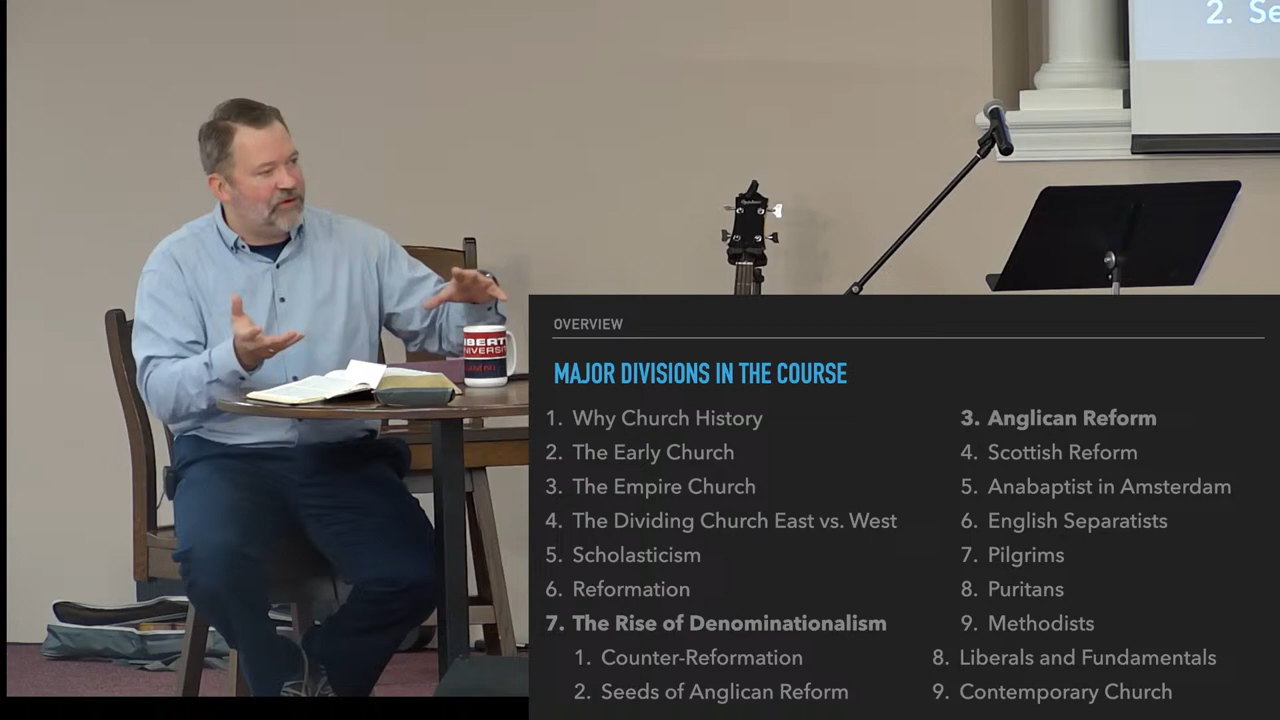 2. Se
LIBERTY
UNIVERSITY
OVERVIEW
MAJOR DIVISIONS IN THE COURSE
1. Why Church History
2. The Early Church
3. The Empire Church
4. The Dividing Church East vs. West
5. Scholasticism
6. Reformation
7. The Rise of Denominationalism
1. Counter-Reformation
2. Seeds of Anglican Reform
3. Anglican Reform
4. Scottish Reform
5. Anabaptist in Amsterdam
6. English Separatists
7. Pilgrims
8. Puritans
9. Methodists
8. Liberals and Fundamentals
9. Contemporary Church